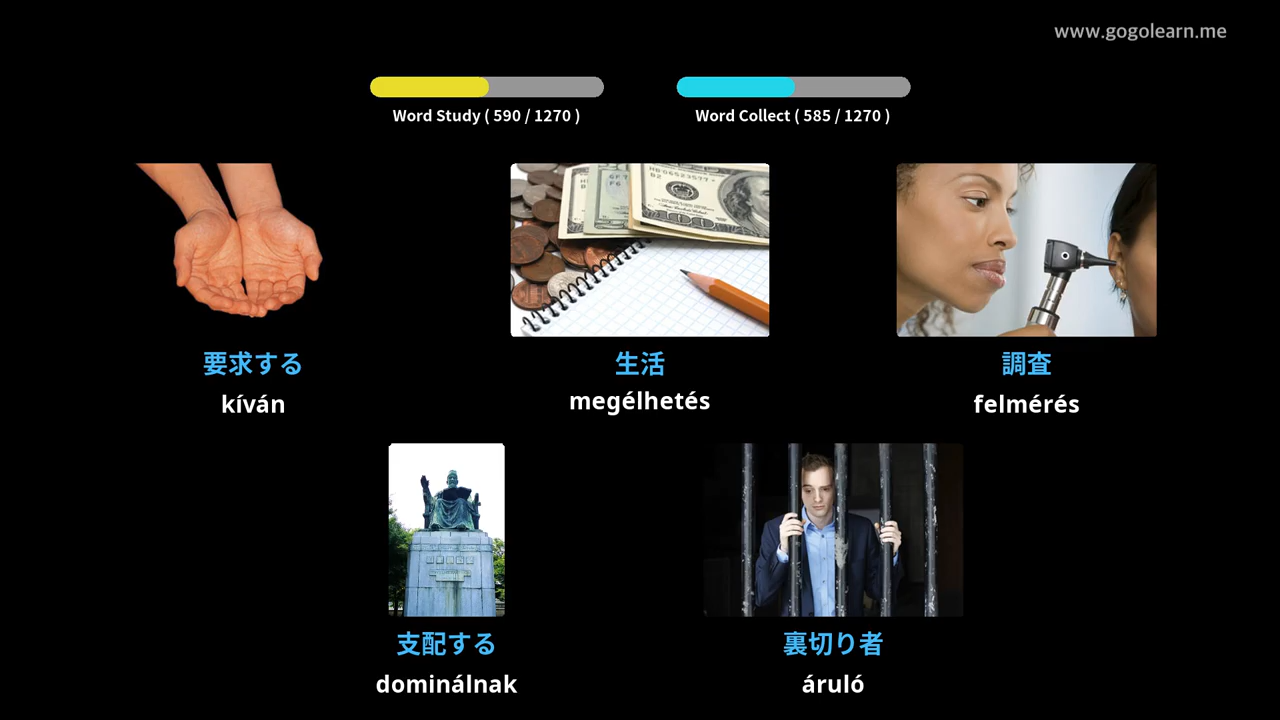 www.gogolearn.me
Word Study ( 590 / 1270 )
Word Collect ( 585 / 1270 )
要求する
kíván
生活
megélhetés
調査
felmérés
支配する
dominálnak
裏切り者
áruló